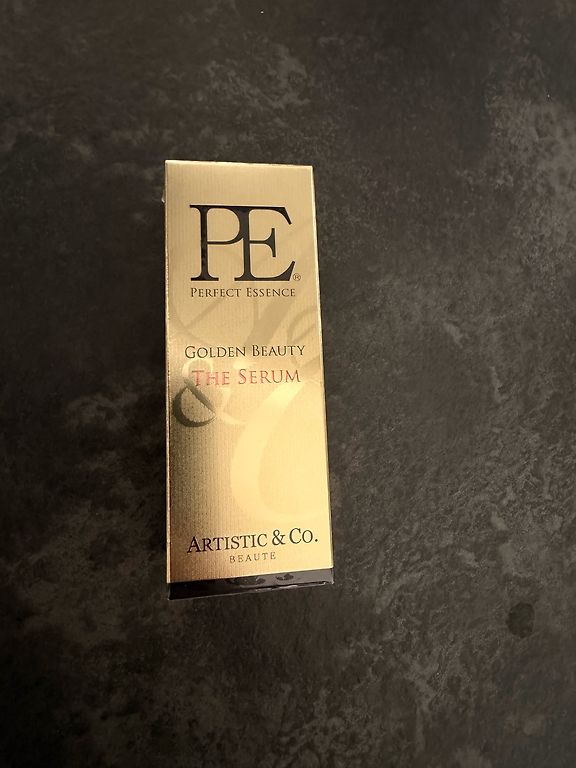 PE®
PERFECT ESSENCE
GOLDEN BEAUTY
THE SERUM
ARTISTIC & CO.
BEAUTE